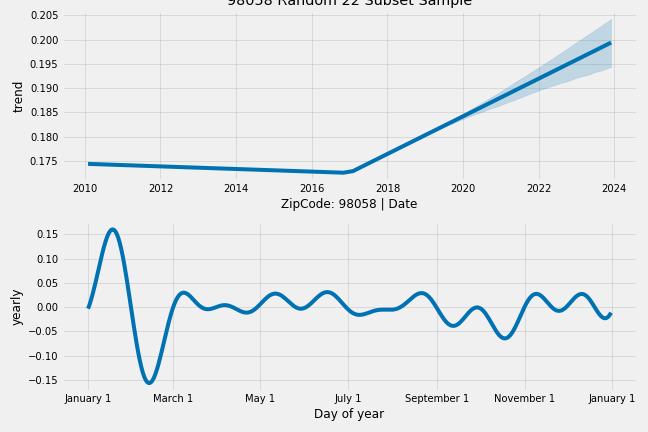 98058 Random 22 Subset Sample
0.205
0.200
0.195
0.190
0.185
0.180
0.175
trend
2010 2012 2014 2016 2018 2020 2022 2024
ZipCode: 98058 | Date
0.15
0.10
0.05
0.00
−0.05
−0.10
−0.15
yearly
January 1 March 1 May 1 July 1 September 1 November 1 January 1
Day of year